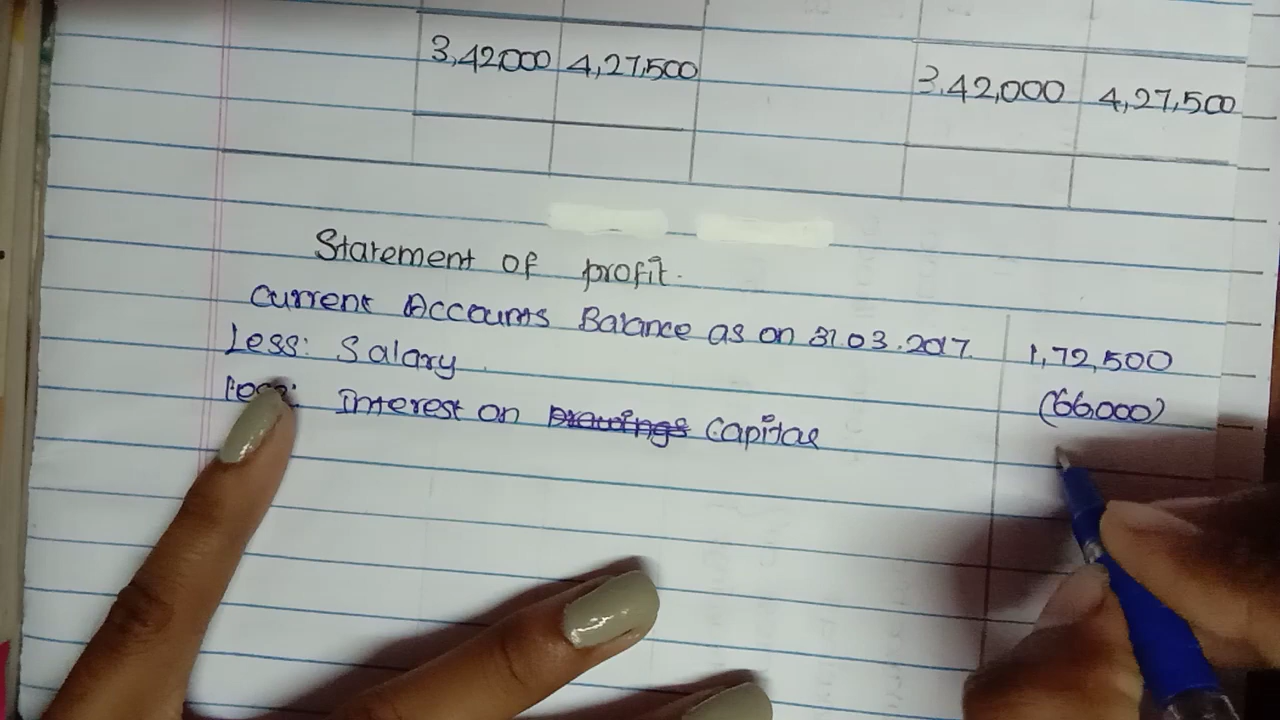 3,42,000 4,27,500 3,42,000 4,27,500
Statement of profit.
Current Accounts Balance as on 31.03.2017. 1,72,500
Less: Salary (66,000)
Less: Interest on Drawings Capital